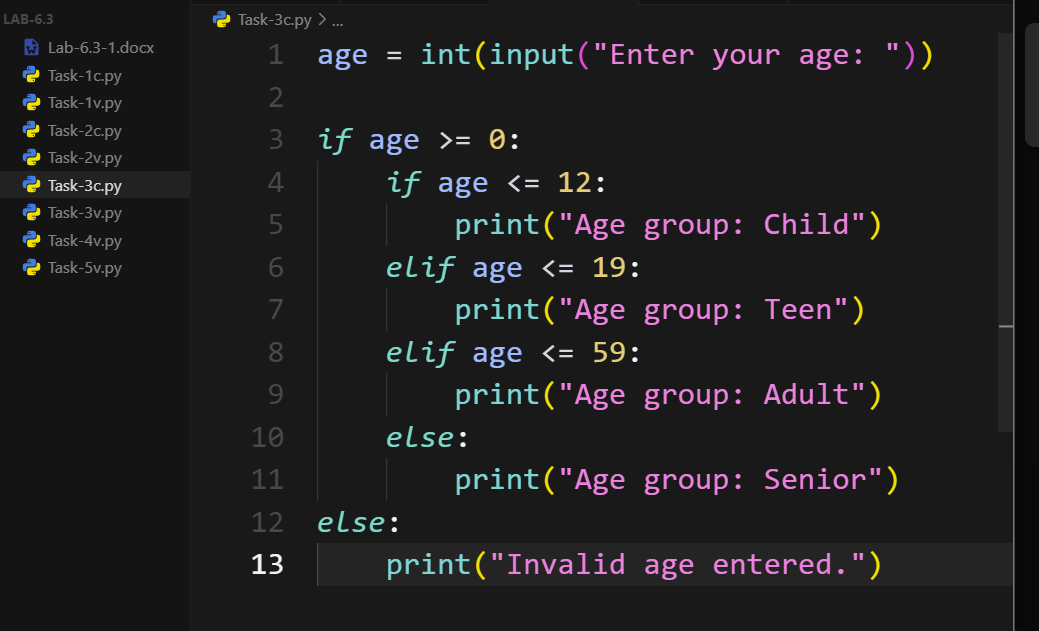 LAB-6.3
Lab-6.3-1.docx
Task-1c.py
Task-1v.py
Task-2c.py
Task-2v.py
Task-3c.py
Task-3v.py
Task-4v.py
Task-5v.py
Task-3c.py > ...
1 age = int(input("Enter your age: "))
2
3 if age >= 0:
4     if age <= 12:
5         print("Age group: Child")
6     elif age <= 19:
7         print("Age group: Teen")
8     elif age <= 59:
9         print("Age group: Adult")
10     else:
11         print("Age group: Senior")
12 else:
13     print("Invalid age entered.")